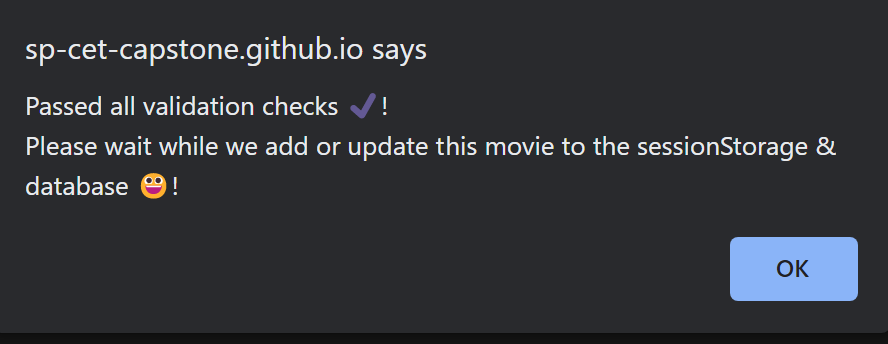 sp-cet-capstone.github.io says
Passed all validation checks ✔!
Please wait while we add or update this movie to the sessionStorage &
database 😀!
OK